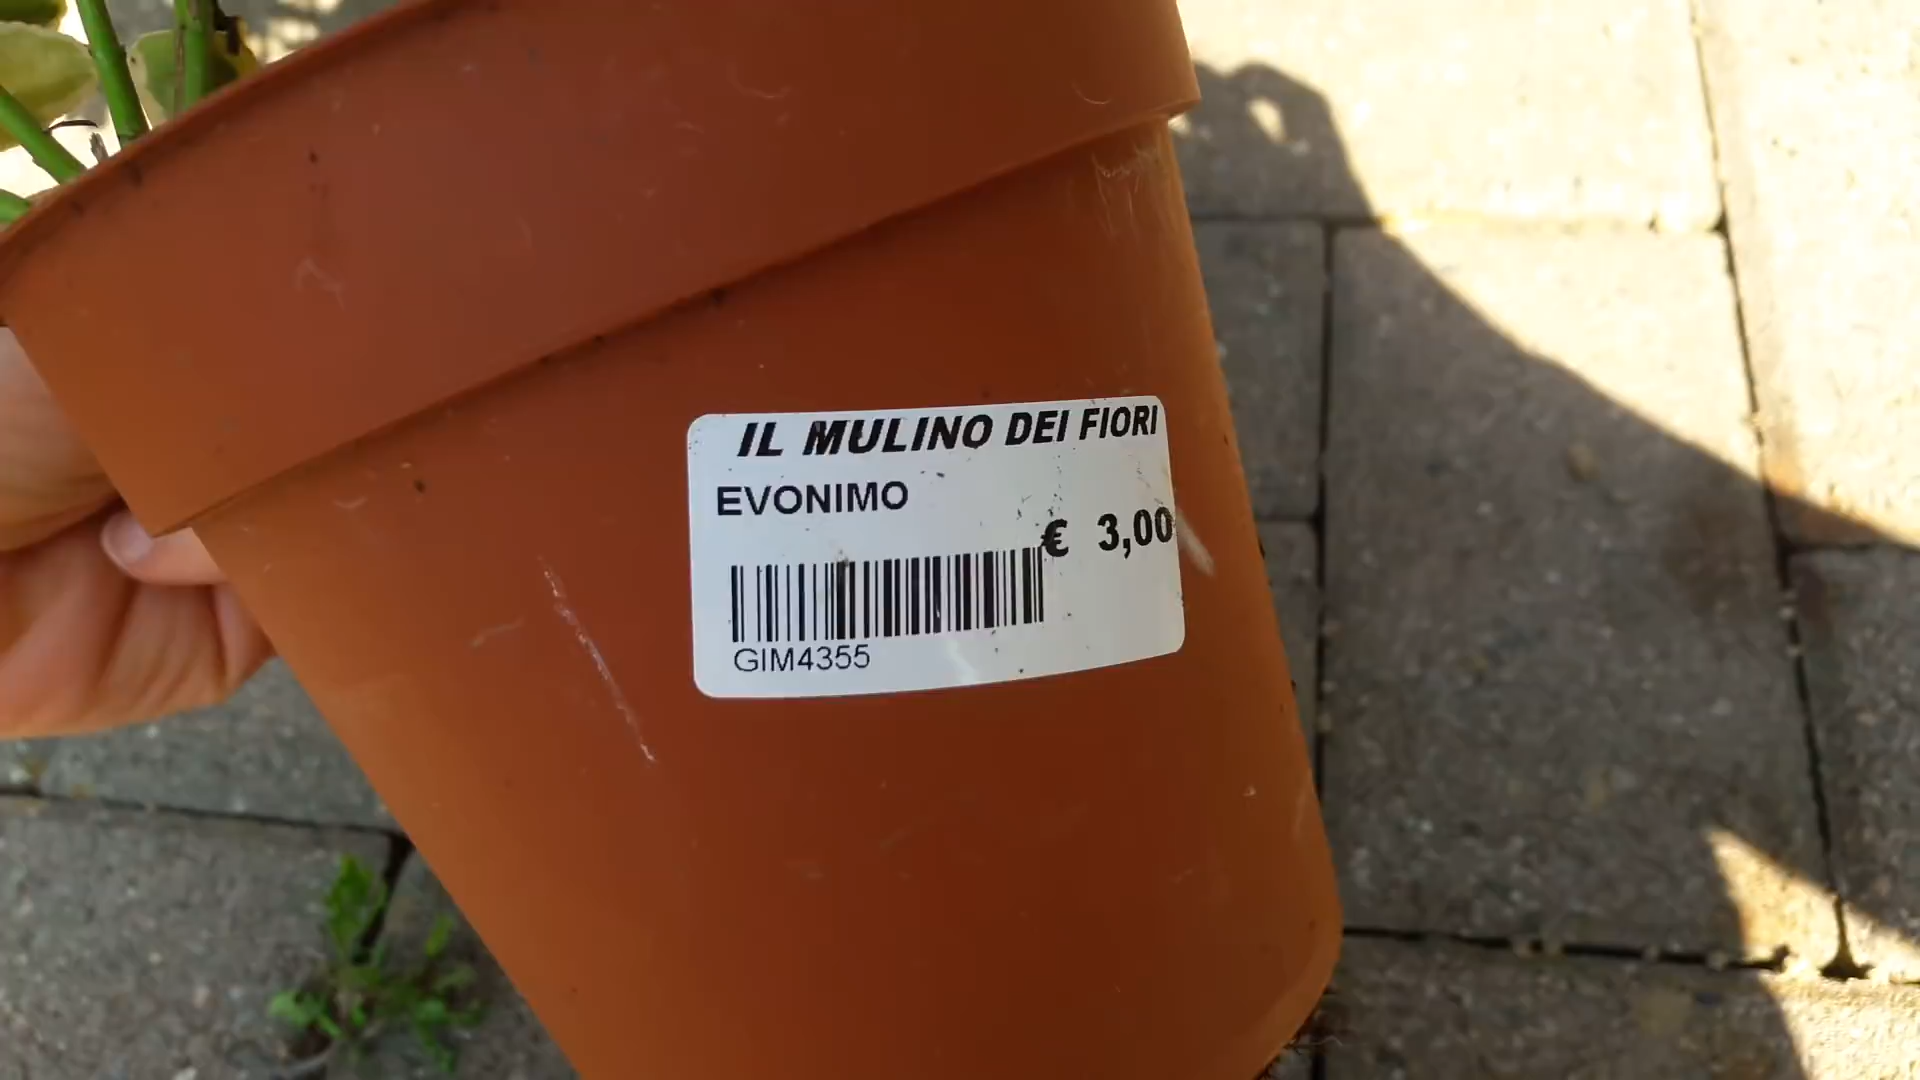 IL MULINO DEI FIORI
EVONIMO
€ 3,00
GIM4355